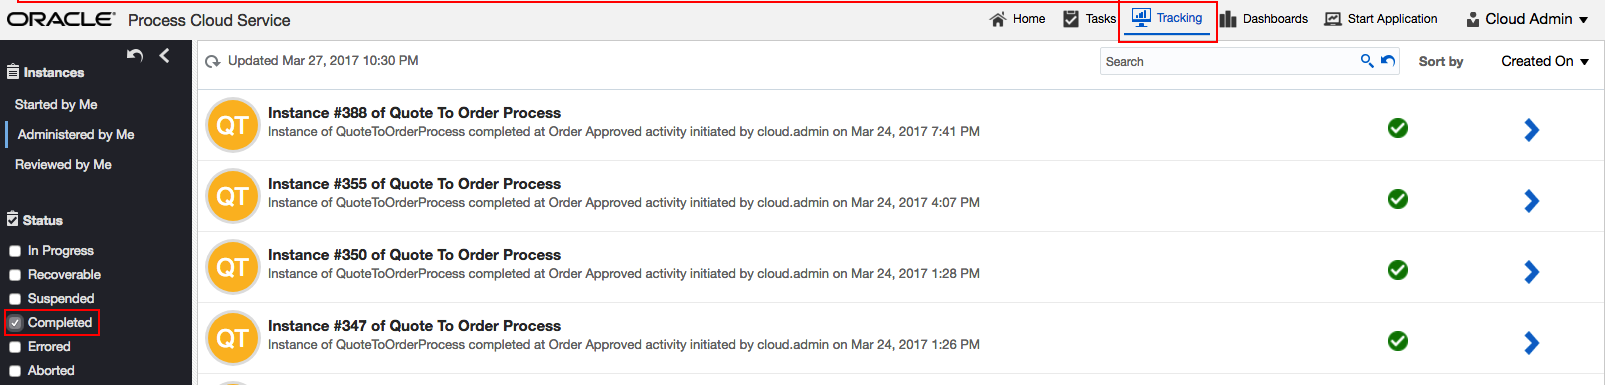 ORACLE® Process Cloud Service
Home Tasks Tracking Dashboards Start Application Cloud Admin
Instances
Started by Me
Administered by Me
Reviewed by Me
Status
In Progress
Recoverable
Suspended
Completed
Errored
Aborted
Updated Mar 27, 2017 10:30 PM
Search
Sort by Created On
QT
Instance #388 of Quote To Order Process
Instance of QuoteToOrderProcess completed at Order Approved activity initiated by cloud.admin on Mar 24, 2017 7:41 PM
QT
Instance #355 of Quote To Order Process
Instance of QuoteToOrderProcess completed at Order Approved activity initiated by cloud.admin on Mar 24, 2017 4:07 PM
QT
Instance #350 of Quote To Order Process
Instance of QuoteToOrderProcess completed at Order Approved activity initiated by cloud.admin on Mar 24, 2017 1:28 PM
QT
Instance #347 of Quote To Order Process
Instance of QuoteToOrderProcess completed at Order Approved activity initiated by cloud.admin on Mar 24, 2017 1:26 PM